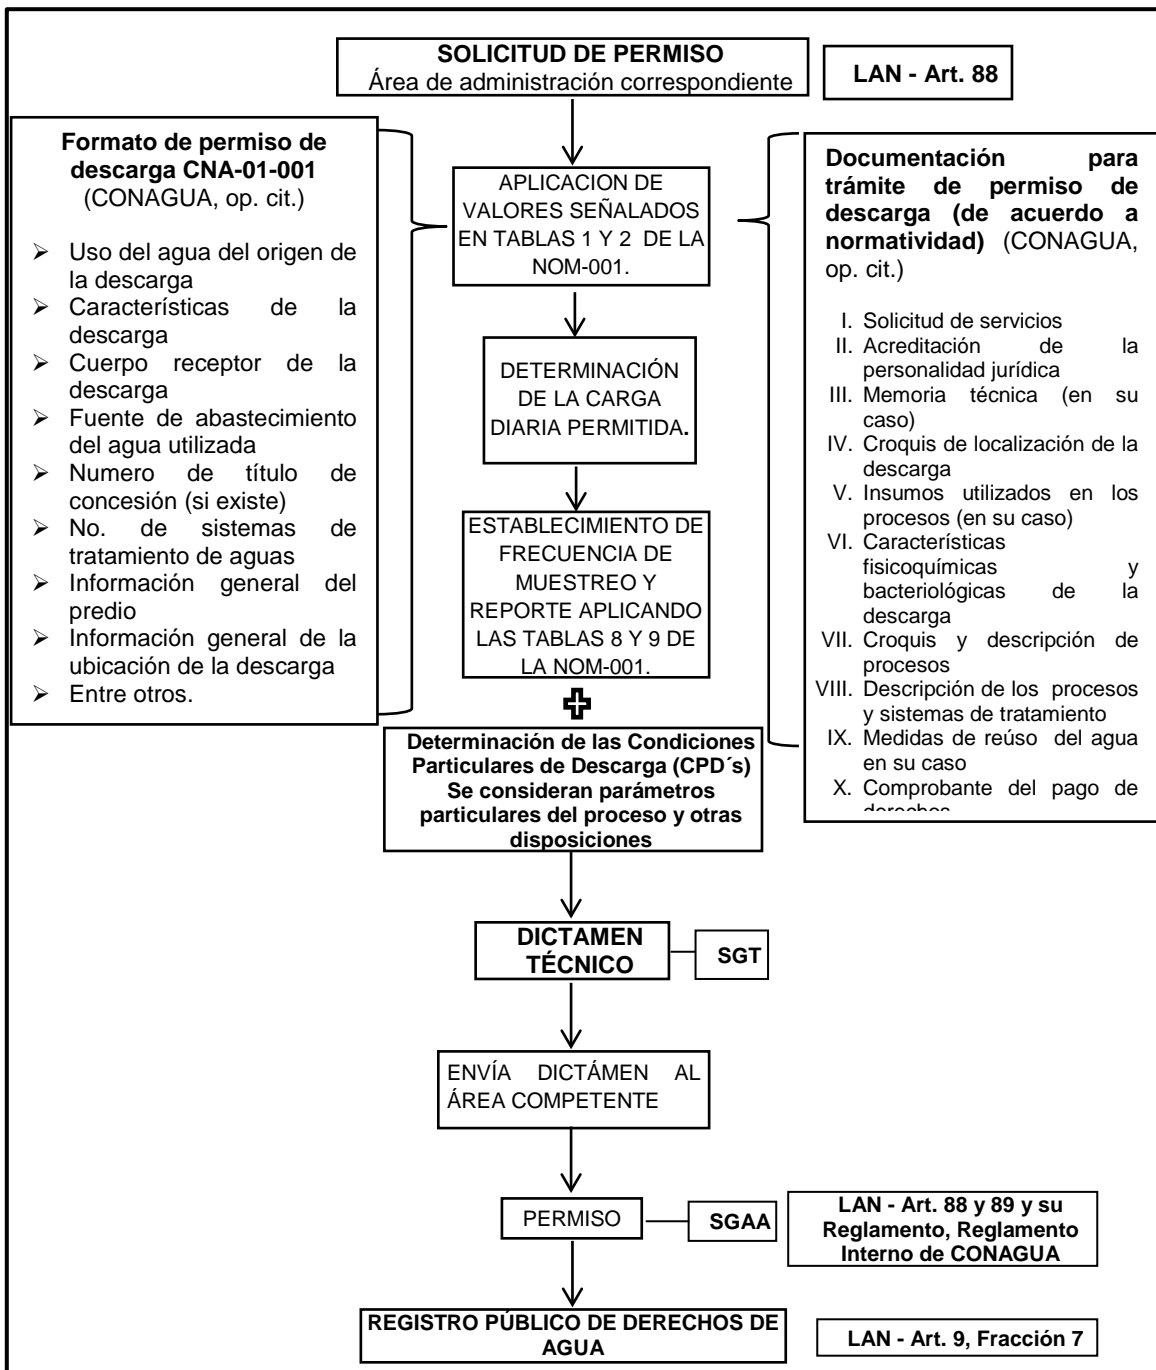 SOLICITUD DE PERMISO
Área de administración correspondiente
LAN - Art. 88
Formato de permiso de
descarga CNA-01-001
(CONAGUA, op. cit.)
➢ Uso del agua del origen de
la descarga
➢ Características de la
descarga
➢ Cuerpo receptor de la
descarga
➢ Fuente de abastecimiento
del agua utilizada
➢ Numero de título de
concesión (si existe)
➢ No. de sistemas de
tratamiento de aguas
➢ Información general del
predio
➢ Información general de la
ubicación de la descarga
➢ Entre otros.
APLICACION DE
VALORES SEÑALADOS
EN TABLAS 1 Y 2 DE LA
NOM-001.
DETERMINACIÓN
DE LA CARGA
DIARIA PERMITIDA.
ESTABLECIMIENTO DE
FRECUENCIA DE
MUESTREO Y
REPORTE APLICANDO
LAS TABLAS 8 Y 9 DE
LA NOM-001.
Documentación para
trámite de permiso de
descarga (de acuerdo a
normatividad) (CONAGUA,
op. cit.)
I. Solicitud de servicios
II. Acreditación de la
personalidad jurídica
III. Memoria técnica (en su
caso)
IV. Croquis de localización de la
descarga
V. Insumos utilizados en los
procesos (en su caso)
VI. Características
fisicoquímicas y
bacteriológicas de la
descarga
VII. Croquis y descripción de
procesos
VIII. Descripción de los procesos
y sistemas de tratamiento
IX. Medidas de reúso del agua
en su caso
X. Comprobante del pago de
derechos
Determinación de las Condiciones
Particulares de Descarga (CPD´s)
Se consideran parámetros
particulares del proceso y otras
disposiciones
DICTAMEN
TÉCNICO
SGT
ENVÍA DICTÁMEN AL
ÁREA COMPETENTE
PERMISO
SGAA
LAN - Art. 88 y 89 y su
Reglamento, Reglamento
Interno de CONAGUA
REGISTRO PÚBLICO DE DERECHOS DE
AGUA
LAN - Art. 9, Fracción 7